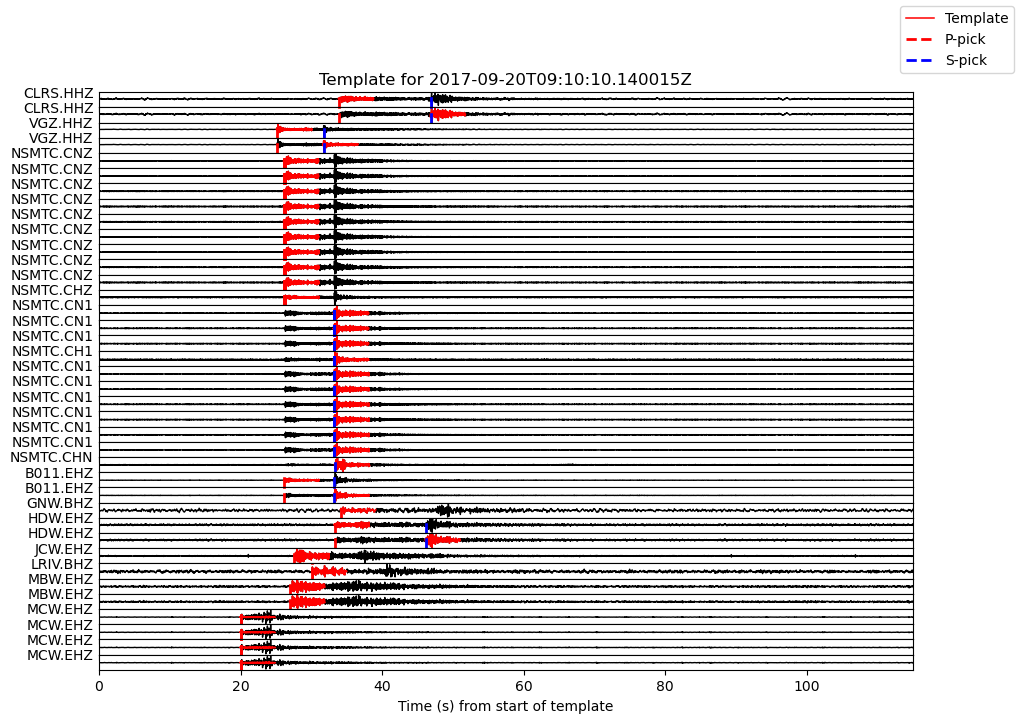 Template
P-pick
S-pick
Template for 2017-09-20T09:10:10.140015Z
CLRS.HHZ
CLRS.HHZ
VGZ.HHZ
VGZ.HHZ
NSMTC.CNZ
NSMTC.CNZ
NSMTC.CNZ
NSMTC.CNZ
NSMTC.CNZ
NSMTC.CNZ
NSMTC.CNZ
NSMTC.CNZ
NSMTC.CNZ
NSMTC.CHZ
NSMTC.CN1
NSMTC.CN1
NSMTC.CN1
NSMTC.CH1
NSMTC.CN1
NSMTC.CN1
NSMTC.CN1
NSMTC.CN1
NSMTC.CN1
NSMTC.CN1
NSMTC.CHN
B011.EHZ
B011.EHZ
GNW.BHZ
HDW.EHZ
HDW.EHZ
JCW.EHZ
LRIV.BHZ
MBW.EHZ
MBW.EHZ
MCW.EHZ
MCW.EHZ
MCW.EHZ
MCW.EHZ
0 20 40 60 80 100
Time (s) from start of template